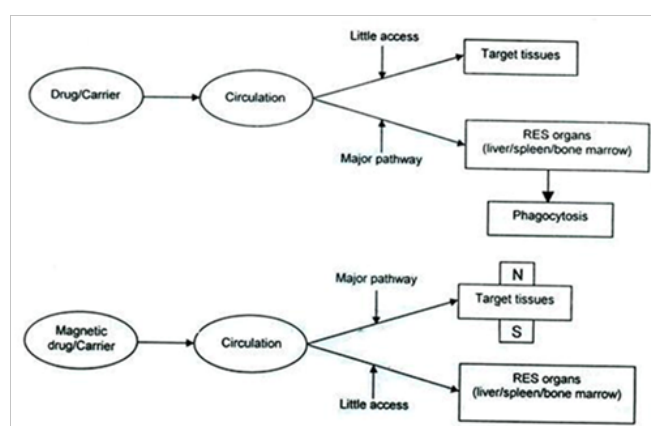 Little access
Target tissues
Drug/Carrier
Circulation
RES organs
(liver/spleen/bone marrow)
Major pathway
Phagocytosis
Major pathway
N
Target tissues
S
Magnetic
drug/Carrier
Circulation
RES organs
(liver/spleen/bone marrow)
Little access